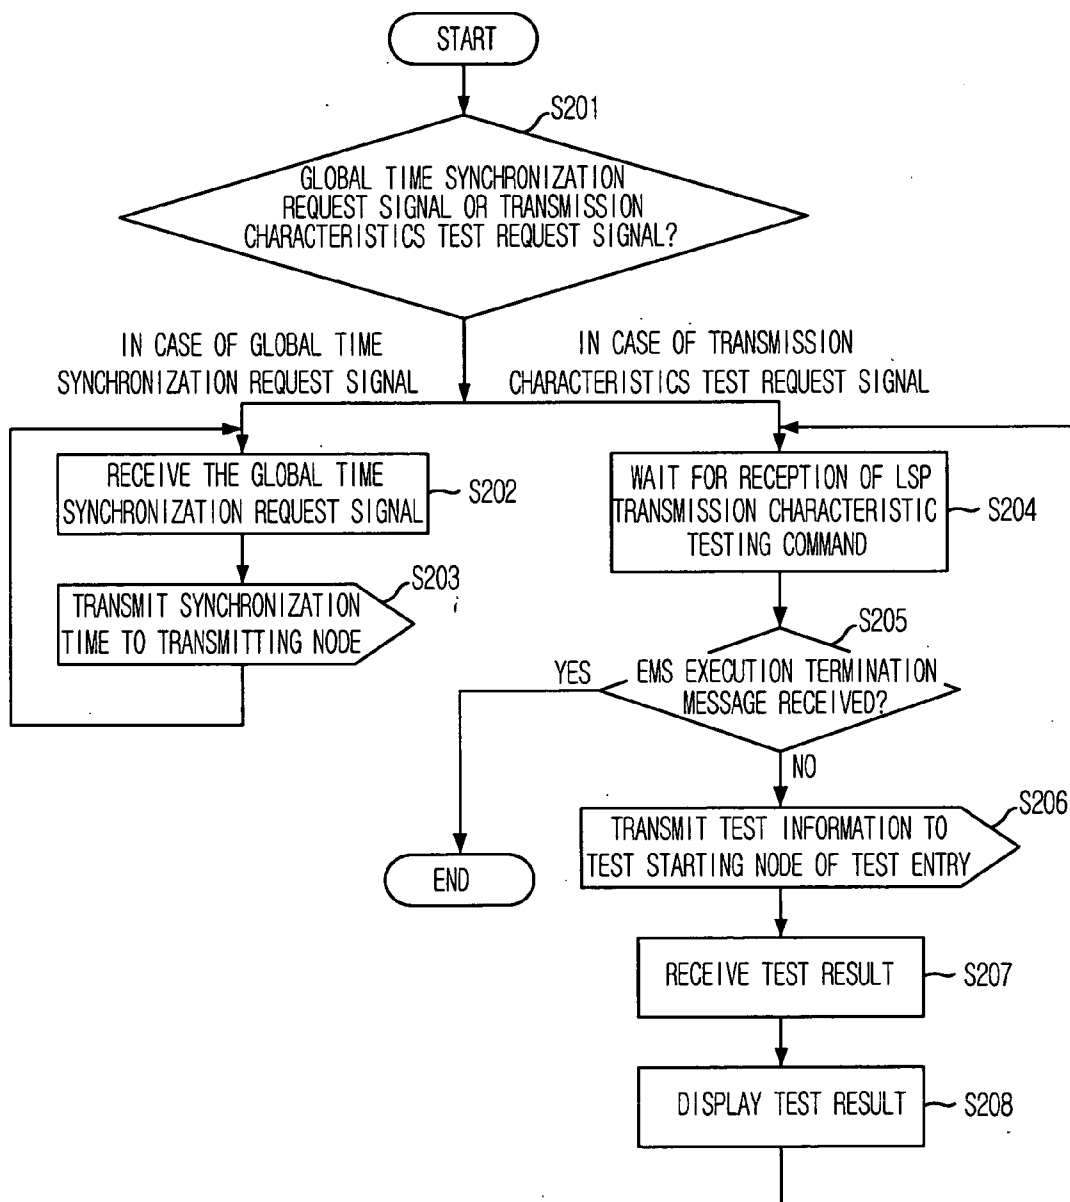 START
S201
GLOBAL TIME SYNCHRONIZATION
REQUEST SIGNAL OR TRANSMISSION
CHARACTERISTICS TEST REQUEST SIGNAL?
IN CASE OF GLOBAL TIME
SYNCHRONIZATION REQUEST SIGNAL
IN CASE OF TRANSMISSION
CHARACTERISTICS TEST REQUEST SIGNAL
RECEIVE THE GLOBAL TIME
SYNCHRONIZATION REQUEST SIGNAL
S202
S203
TRANSMIT SYNCHRONIZATION
TIME TO TRANSMITTING NODE
WAIT FOR RECEPTION OF LSP
TRANSMISSION CHARACTERISTIC
TESTING COMMAND
S204
S205
EMS EXECUTION TERMINATION
MESSAGE RECEIVED?
YES
NO
END
S206
TRANSMIT TEST INFORMATION TO
TEST STARTING NODE OF TEST ENTRY
RECEIVE TEST RESULT
S207
DISPLAY TEST RESULT
S208